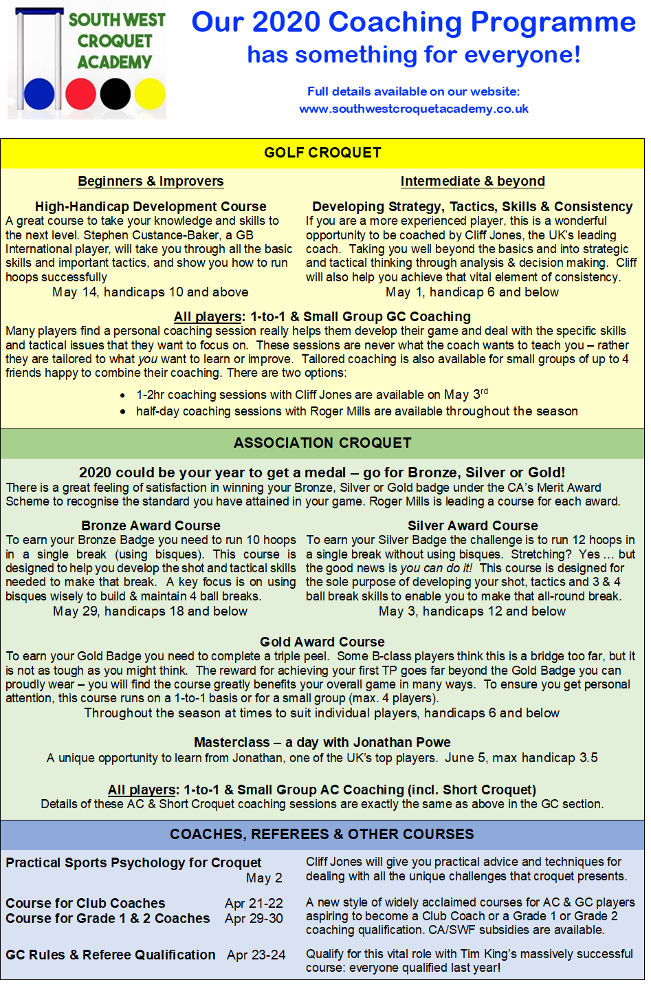 SOUTH WEST
CROQUET
ACADEMY
Our 2020 Coaching Programme
has something for everyone!
Full details available on our website:
www.southwestcroquetacademy.co.uk
GOLF CROQUET
Beginners & Improvers
High-Handicap Development Course
A great course to take your knowledge and skills to
the next level. Stephen Custance-Baker, a GB
International player, will take you through all the basic
skills and important tactics, and show you how to run
hoops successfully
May 14, handicaps 10 and above
Intermediate & beyond
Developing Strategy, Tactics, Skills & Consistency
If you are a more experienced player, this is a wonderful
opportunity to be coached by Cliff Jones, the UK's leading
coach. Taking you well beyond the basics and into strategic
and tactical thinking through analysis & decision making. Cliff
will also help you achieve that vital element of consistency.
May 1, handicap 6 and below
All players: 1-to-1 & Small Group GC Coaching
Many players find a personal coaching session really helps them develop their game and deal with the specific skills
and tactical issues that they want to focus on. These sessions are never what the coach wants to teach you – rather
they are tailored to what you want to learn or improve. Tailored coaching is also available for small groups of up to 4
friends happy to combine their coaching. There are two options:
• 1-2hr coaching sessions with Cliff Jones are available on May 3rd
• half-day coaching sessions with Roger Mills are available throughout the season
ASSOCIATION CROQUET
2020 could be your year to get a medal – go for Bronze, Silver or Gold!
There is a great feeling of satisfaction in winning your Bronze, Silver or Gold badge under the CA's Merit Award
Scheme to recognise the standard you have attained in your game. Roger Mills is leading a course for each award.
Bronze Award Course
To earn your Bronze Badge you need to run 10 hoops
in a single break (using bisques). This course is
designed to help you develop the shot and tactical skills
needed to make that break. A key focus is on using
bisques wisely to build & maintain 4 ball breaks.
May 29, handicaps 18 and below
Silver Award Course
To earn your Silver Badge the challenge is to run 12 hoops in
a single break without using bisques. Stretching? Yes … but
the good news is you can do it! This course is designed for
the sole purpose of developing your shot, tactics and 3 & 4
ball break skills to enable you to make that all-round break.
May 3, handicaps 12 and below
Gold Award Course
To earn your Gold Badge you need to complete a triple peel. Some B-class players think this is a bridge too far, but it
is not as tough as you might think. The reward for achieving your first TP goes far beyond the Gold Badge you can
proudly wear – you will find the course greatly benefits your overall game in many ways. To ensure you get personal
attention, this course runs on a 1-to-1 basis or for a small group (max. 4 players).
Throughout the season at times to suit individual players, handicaps 6 and below
Masterclass – a day with Jonathan Powe
A unique opportunity to learn from Jonathan, one of the UK's top players. June 5, max handicap 3.5
All players: 1-to-1 & Small Group AC Coaching (incl. Short Croquet)
Details of these AC & Short Croquet coaching sessions are exactly the same as above in the GC section.
COACHES, REFEREES & OTHER COURSES
Practical Sports Psychology for Croquet
May 2
Cliff Jones will give you practical advice and techniques for
dealing with all the unique challenges that croquet presents.
Course for Club Coaches Apr 21-22
Course for Grade 1 & 2 Coaches Apr 29-30
A new style of widely acclaimed courses for AC & GC players
aspiring to become a Club Coach or a Grade 1 or Grade 2
coaching qualification. CA/SWF subsidies are available.
GC Rules & Referee Qualification Apr 23-24
Qualify for this vital role with Tim King's massively successful
course: everyone qualified last year!